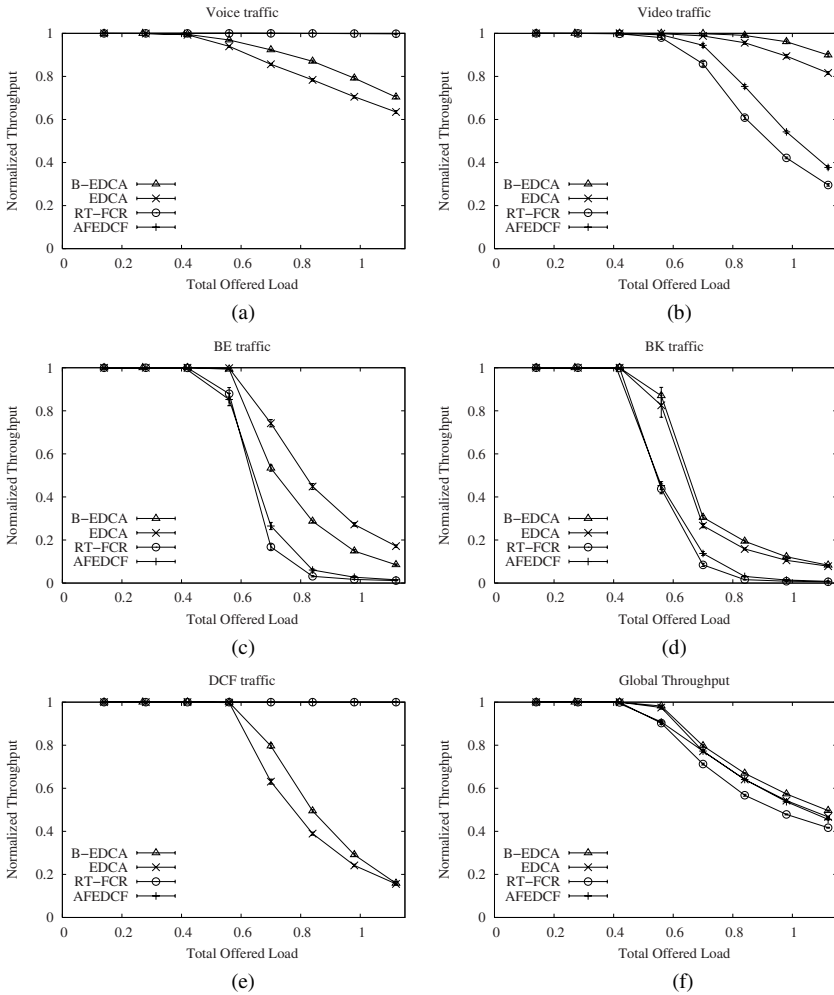 Voice traffic
Normalized Throughput
1
0.8
0.6
0.4
0.2
0
B-EDCA
EDCA
RT-FCR
AFEDCF
0 0.2 0.4 0.6 0.8 1
Total Offered Load
(a)
Video traffic
Normalized Throughput
1
0.8
0.6
0.4
0.2
0
B-EDCA
EDCA
RT-FCR
AFEDCF
0 0.2 0.4 0.6 0.8 1
Total Offered Load
(b)
BE traffic
Normalized Throughput
1
0.8
0.6
0.4
0.2
0
B-EDCA
EDCA
RT-FCR
AFEDCF
0 0.2 0.4 0.6 0.8 1
Total Offered Load
(c)
BK traffic
Normalized Throughput
1
0.8
0.6
0.4
0.2
0
B-EDCA
EDCA
RT-FCR
AFEDCF
0 0.2 0.4 0.6 0.8 1
Total Offered Load
(d)
DCF traffic
Normalized Throughput
1
0.8
0.6
0.4
0.2
0
B-EDCA
EDCA
RT-FCR
AFEDCF
0 0.2 0.4 0.6 0.8 1
Total Offered Load
(e)
Global Throughput
Normalized Throughput
1
0.8
0.6
0.4
0.2
0
B-EDCA
EDCA
RT-FCR
AFEDCF
0 0.2 0.4 0.6 0.8 1
Total Offered Load
(f)